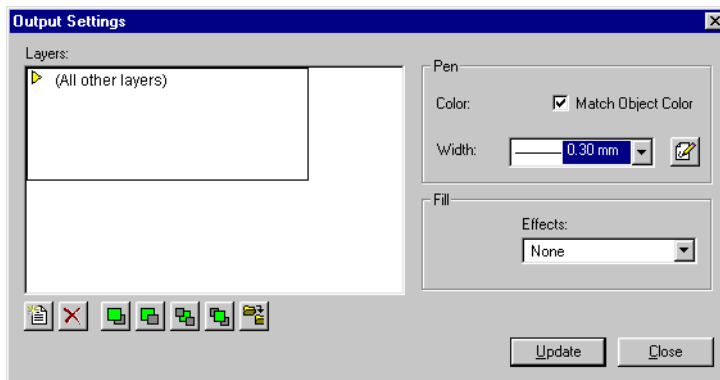 Output Settings
Layers:
(All other layers)
Pen
Color:
Match Object Color
Width:
0.30 mm
Fill
Effects:
None
Update
Close